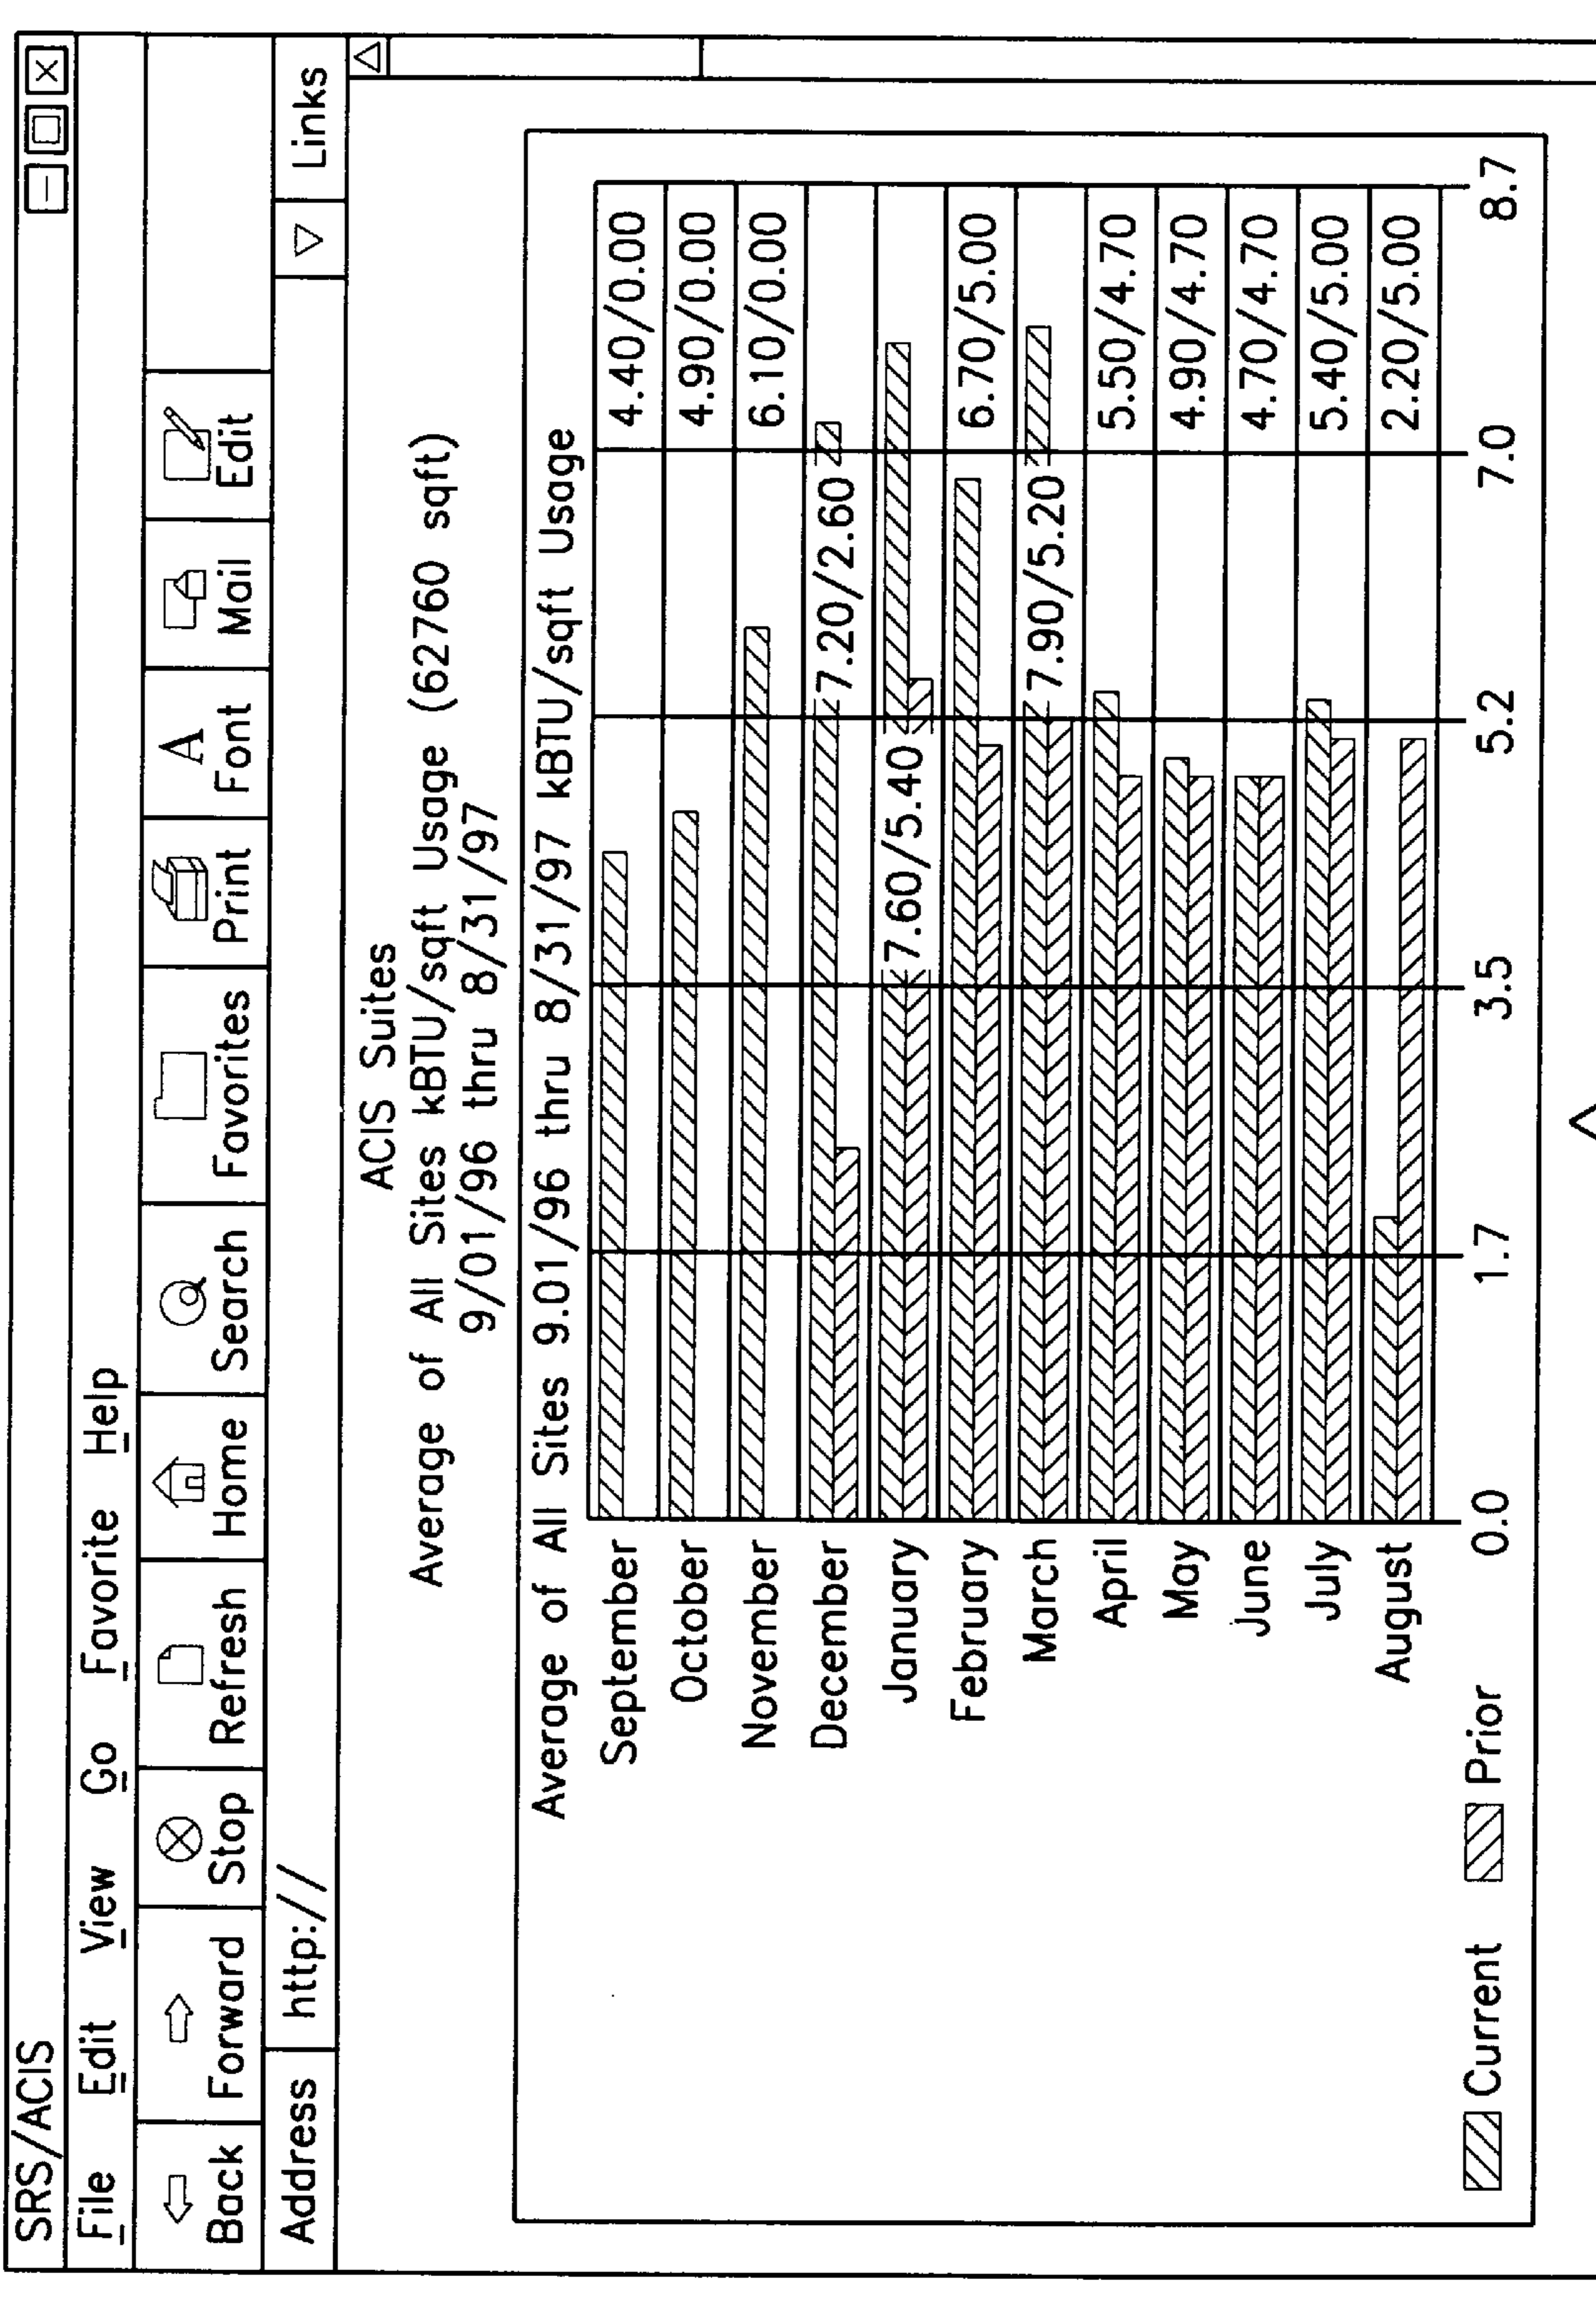 SRS/ACIS
File Edit View Go Favorite Help
Back Forward Stop Refresh Home Search Favorites Print Font Mail Edit
Address http:// Links
ACIS Suites
Average of All Sites kBTU/sqft Usage (62760 sqft)
9/01/96 thru 8/31/97
Average of All Sites 9.01/96 thru 8/31/97 kBTU/sqft Usage
September 4.40/0.00
October 4.90/0.00
November 6.10/0.00
December 7.20/2.60
January 7.60/5.40
February 6.70/5.00
March 7.90/5.20
April 5.50/4.70
May 4.90/4.70
June 4.70/4.70
July 5.40/5.00
August 2.20/5.00
0.0 1.7 3.5 5.2 7.0 8.7
Current Prior